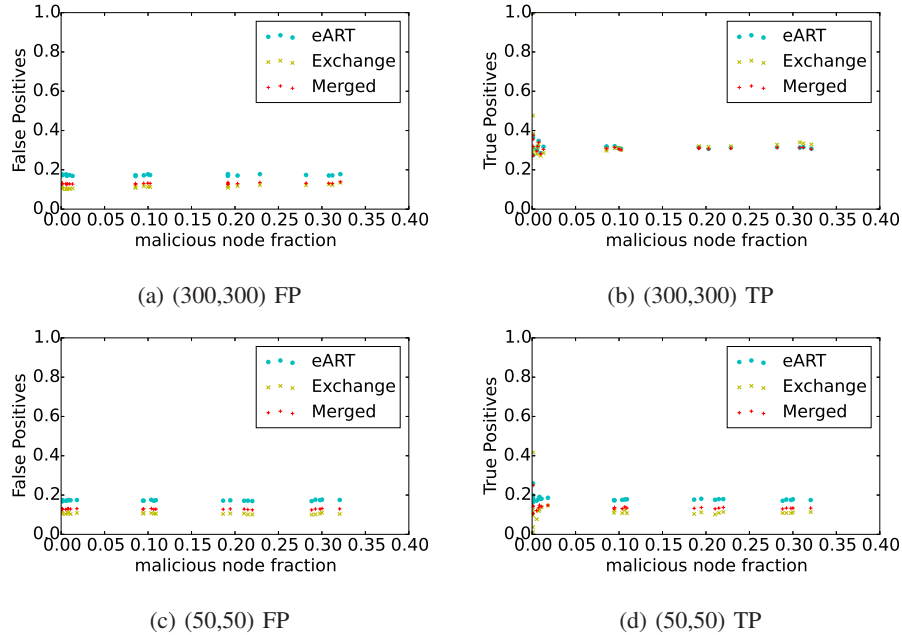 1.0
0.8
0.6
0.4
0.2
0.0
False Positives
eART
Exchange
Merged
0.00 0.05 0.10 0.15 0.20 0.25 0.30 0.35 0.40
malicious node fraction
(a) (300,300) FP
1.0
0.8
0.6
0.4
0.2
0.0
True Positives
eART
Exchange
Merged
0.00 0.05 0.10 0.15 0.20 0.25 0.30 0.35 0.40
malicious node fraction
(b) (300,300) TP
1.0
0.8
0.6
0.4
0.2
0.0
False Positives
eART
Exchange
Merged
0.00 0.05 0.10 0.15 0.20 0.25 0.30 0.35 0.40
malicious node fraction
(c) (50,50) FP
1.0
0.8
0.6
0.4
0.2
0.0
True Positives
eART
Exchange
Merged
0.00 0.05 0.10 0.15 0.20 0.25 0.30 0.35 0.40
malicious node fraction
(d) (50,50) TP